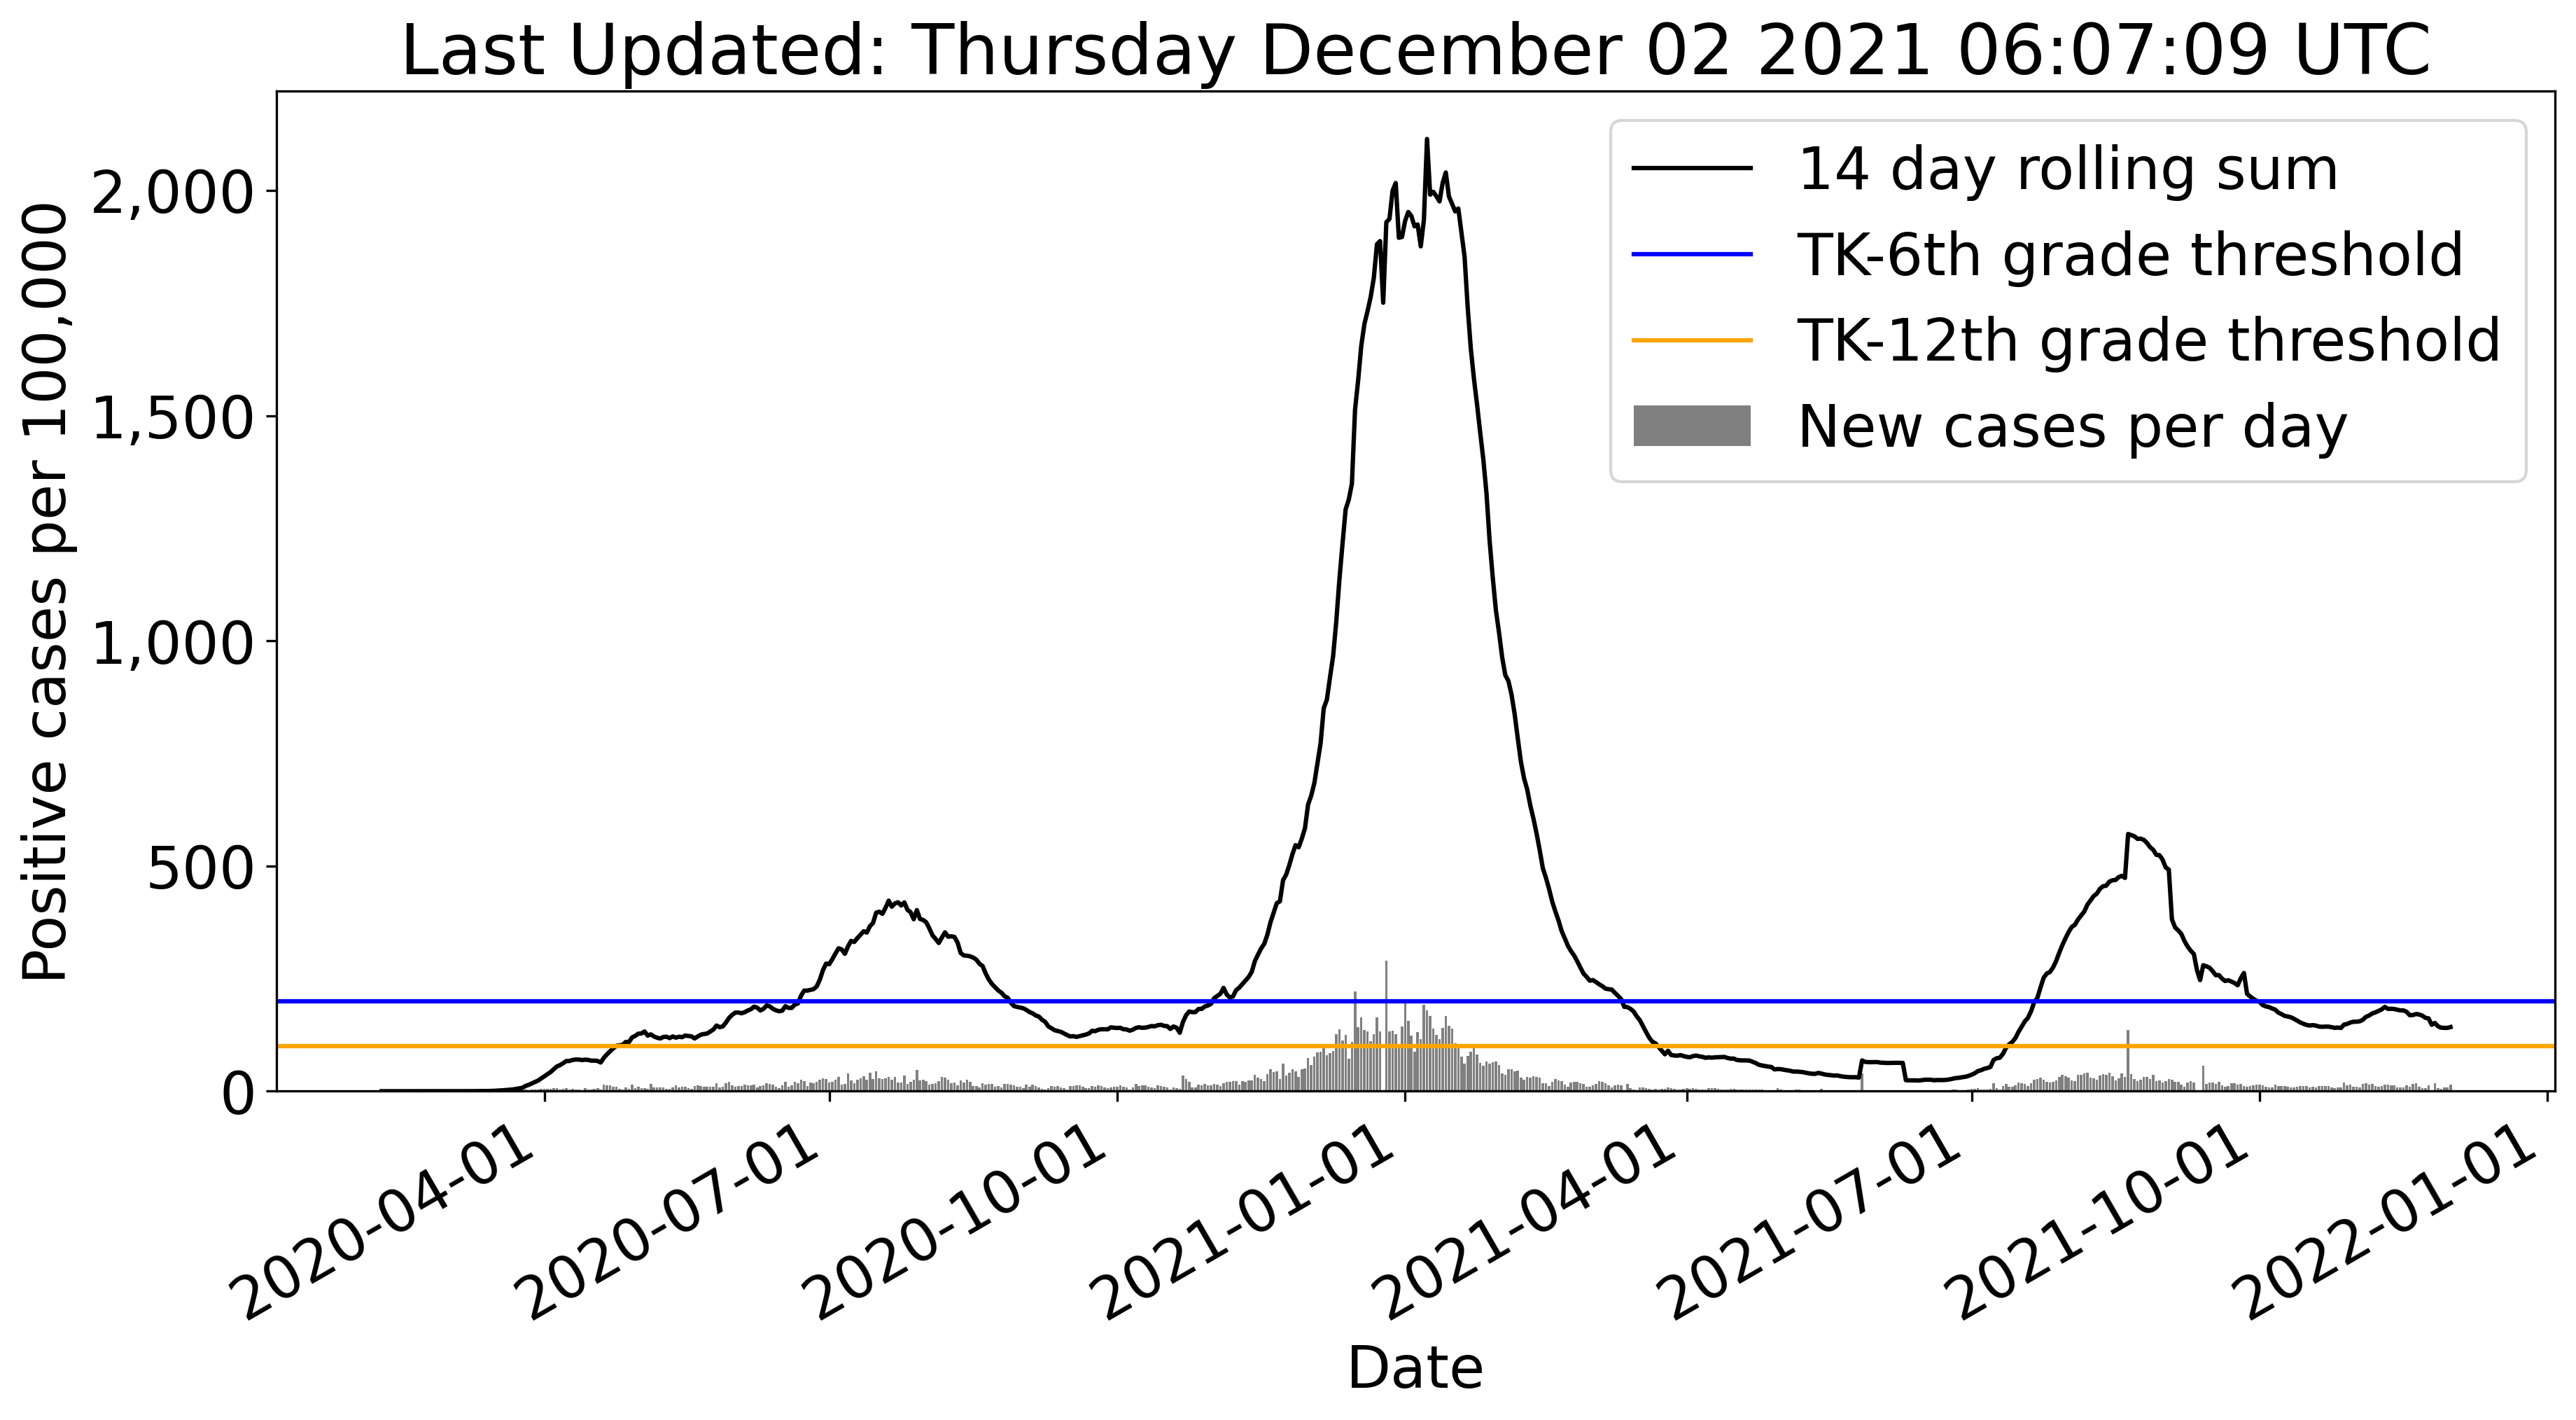 Last Updated: Thursday December 02 2021 06:07:09 UTC
Positive cases per 100,000
2,000
1,500
1,000
500
0
14 day rolling sum
TK-6th grade threshold
TK-12th grade threshold
New cases per day
2020-04-01
2020-07-01
2020-10-01
2021-01-01
2021-04-01
2021-07-01
2021-10-01
2022-01-01
Date